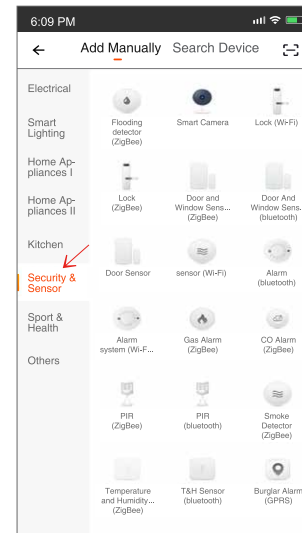 6:09 PM
Add Manually Search Device
Electrical
Smart
Lighting
Home Ap-
pliances I
Home Ap-
pliances II
Kitchen
Security &
Sensor
Sport &
Health
Others
Flooding
detector
(ZigBee)
Smart Camera
Lock (Wi-Fi)
Lock
(ZigBee)
Door and
Window Sens...
(ZigBee)
Door And
Window Sens..
(bluetooth)
Door Sensor
sensor (Wi-Fi)
Alarm
(bluetooth)
Alarm
system (Wi-F...
Gas Alarm
(ZigBee)
CO Alarm
(ZigBee)
PIR
(ZigBee)
PIR
(bluetooth)
Smoke
Detector
(ZigBee)
Temperature
and Humidity...
(ZigBee)
T&H Sensor
(bluetooth)
Burglar Alarm
(GPRS)